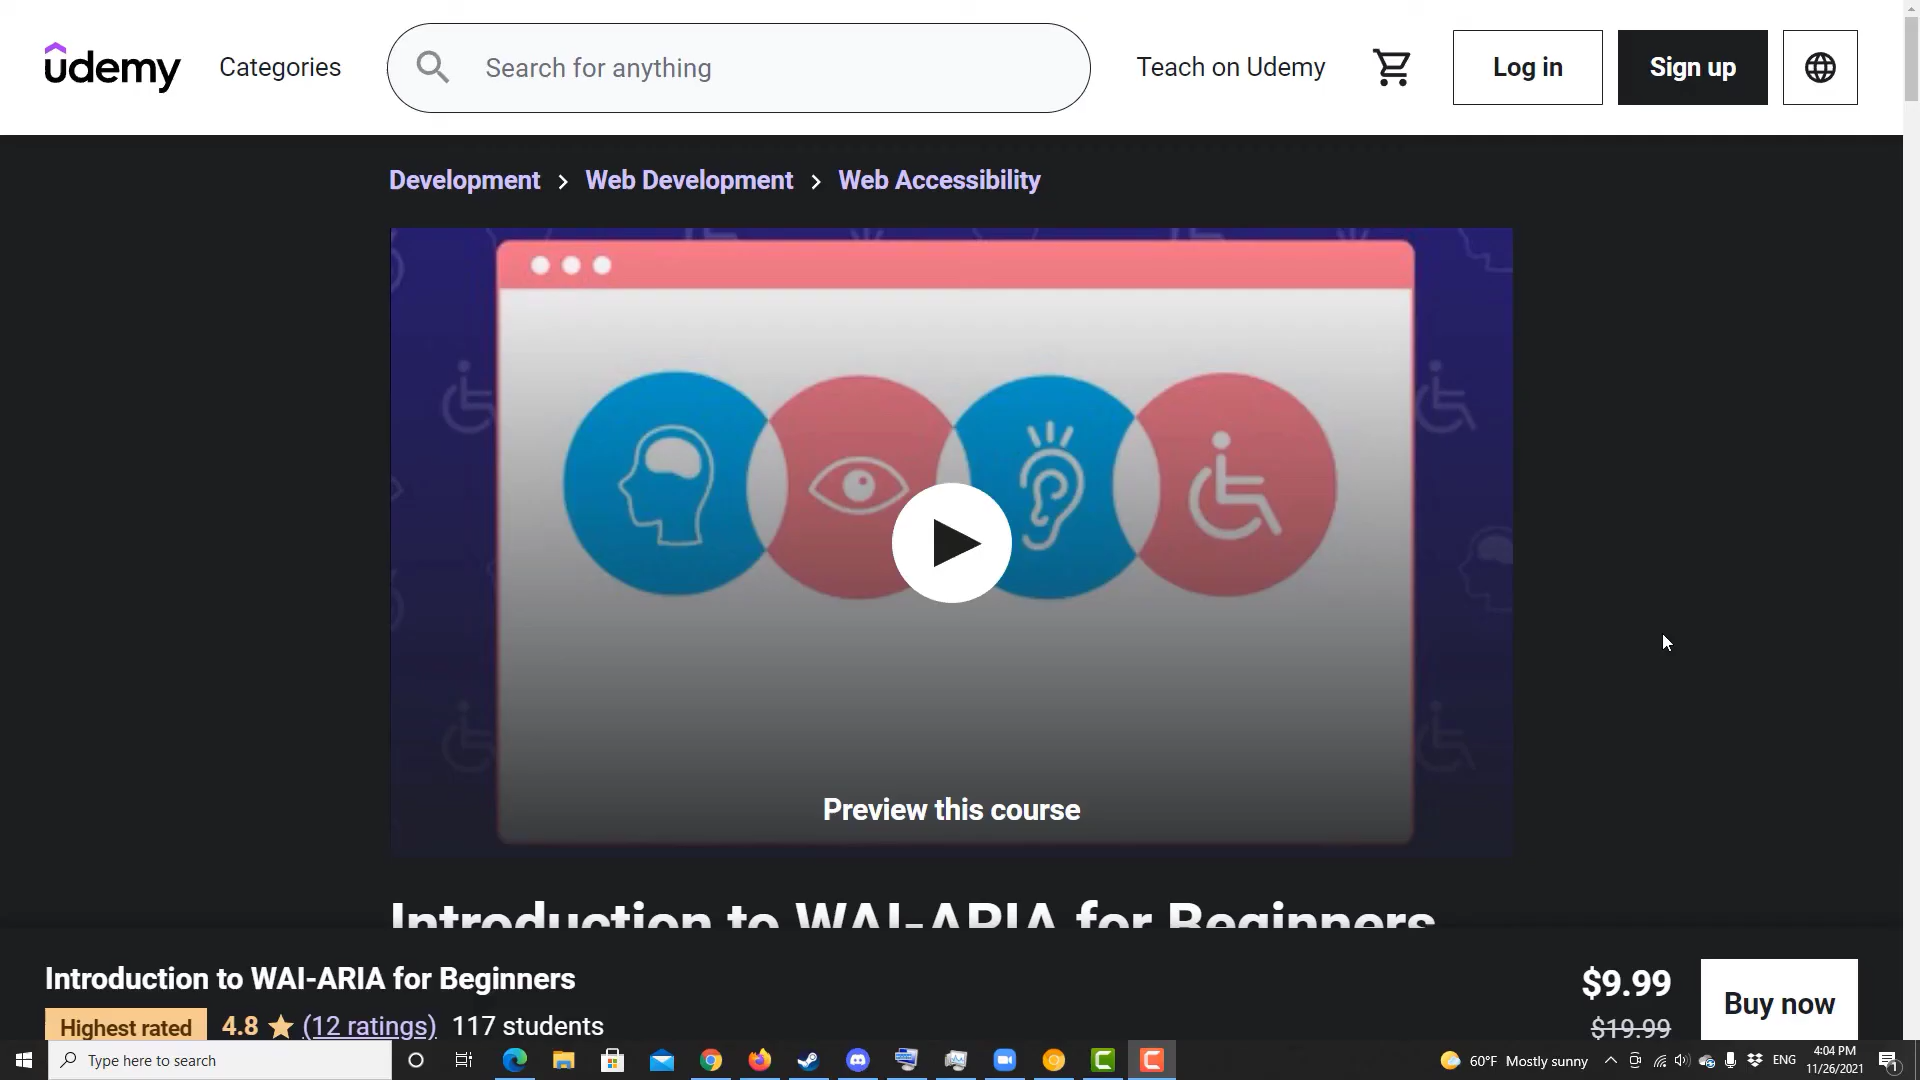 udemy
Categories
Search for anything
Teach on Udemy
Log in
Sign up
Development > Web Development > Web Accessibility
Preview this course
Introduction to WAI-ARIA for Beginners
Introduction to WAI-ARIA for Beginners
$9.99
Buy now
Highest rated 4.8 (12 ratings) 117 students
$19.99
Type here to search
60°F Mostly sunny
ENG
4:04 PM
11/26/2021
1